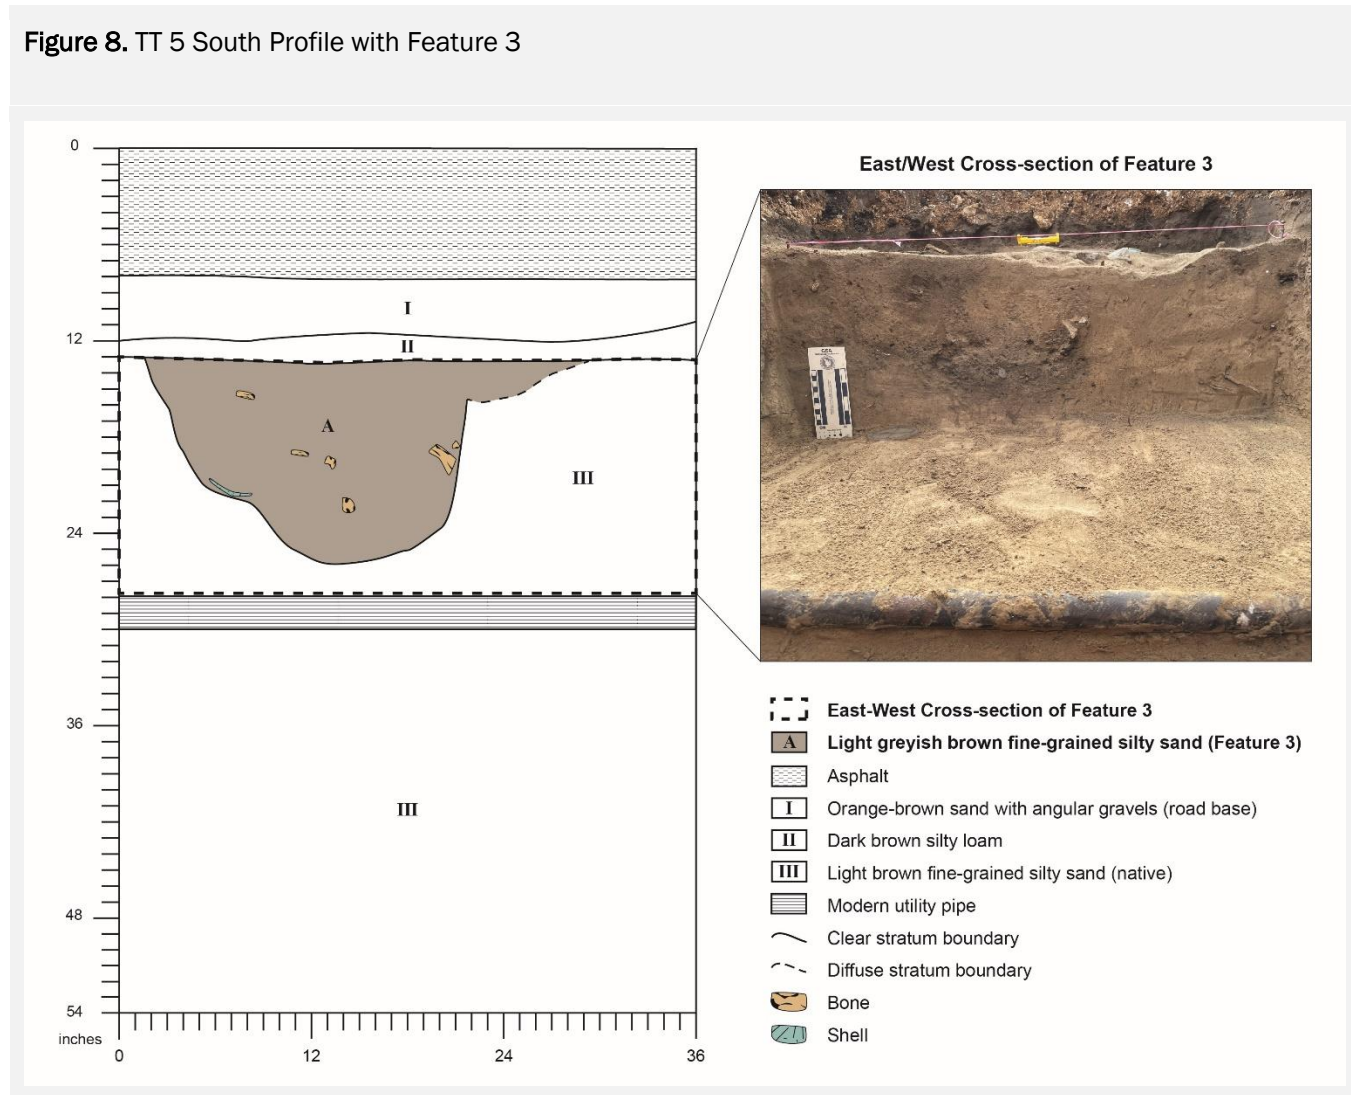 Figure 8. TT 5 South Profile with Feature 3
0
12
24
36
48
54
inches
0
12
24
36
I
II
A
III
III
East/West Cross-section of Feature 3
East-West Cross-section of Feature 3
A Light greyish brown fine-grained silty sand (Feature 3)
Asphalt
I Orange-brown sand with angular gravels (road base)
II Dark brown silty loam
III Light brown fine-grained silty sand (native)
Modern utility pipe
Clear stratum boundary
Diffuse stratum boundary
Bone
Shell